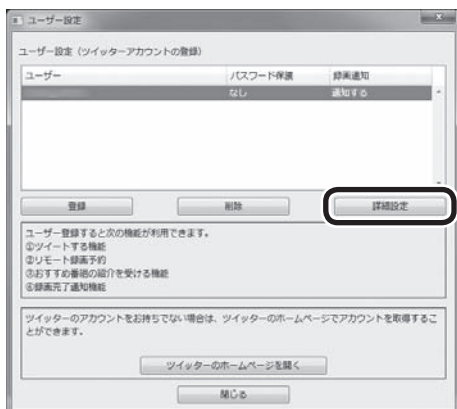 ユーザー設定
ユーザー設定（ツイッターアカウントの登録）
ユーザー パスワード保護 録画通知
なし 通知する
登録 削除 詳細設定
ユーザー登録すると次の機能が利用できます。
①ツイートする機能
②リモート録画予約
③おすすめ番組の紹介を受ける機能
④録画完了通知機能
ツイッターのアカウントをお持ちでない場合は、ツイッターのホームページでアカウントを取得するこ
とができます。
ツイッターのホームページを開く
閉じる